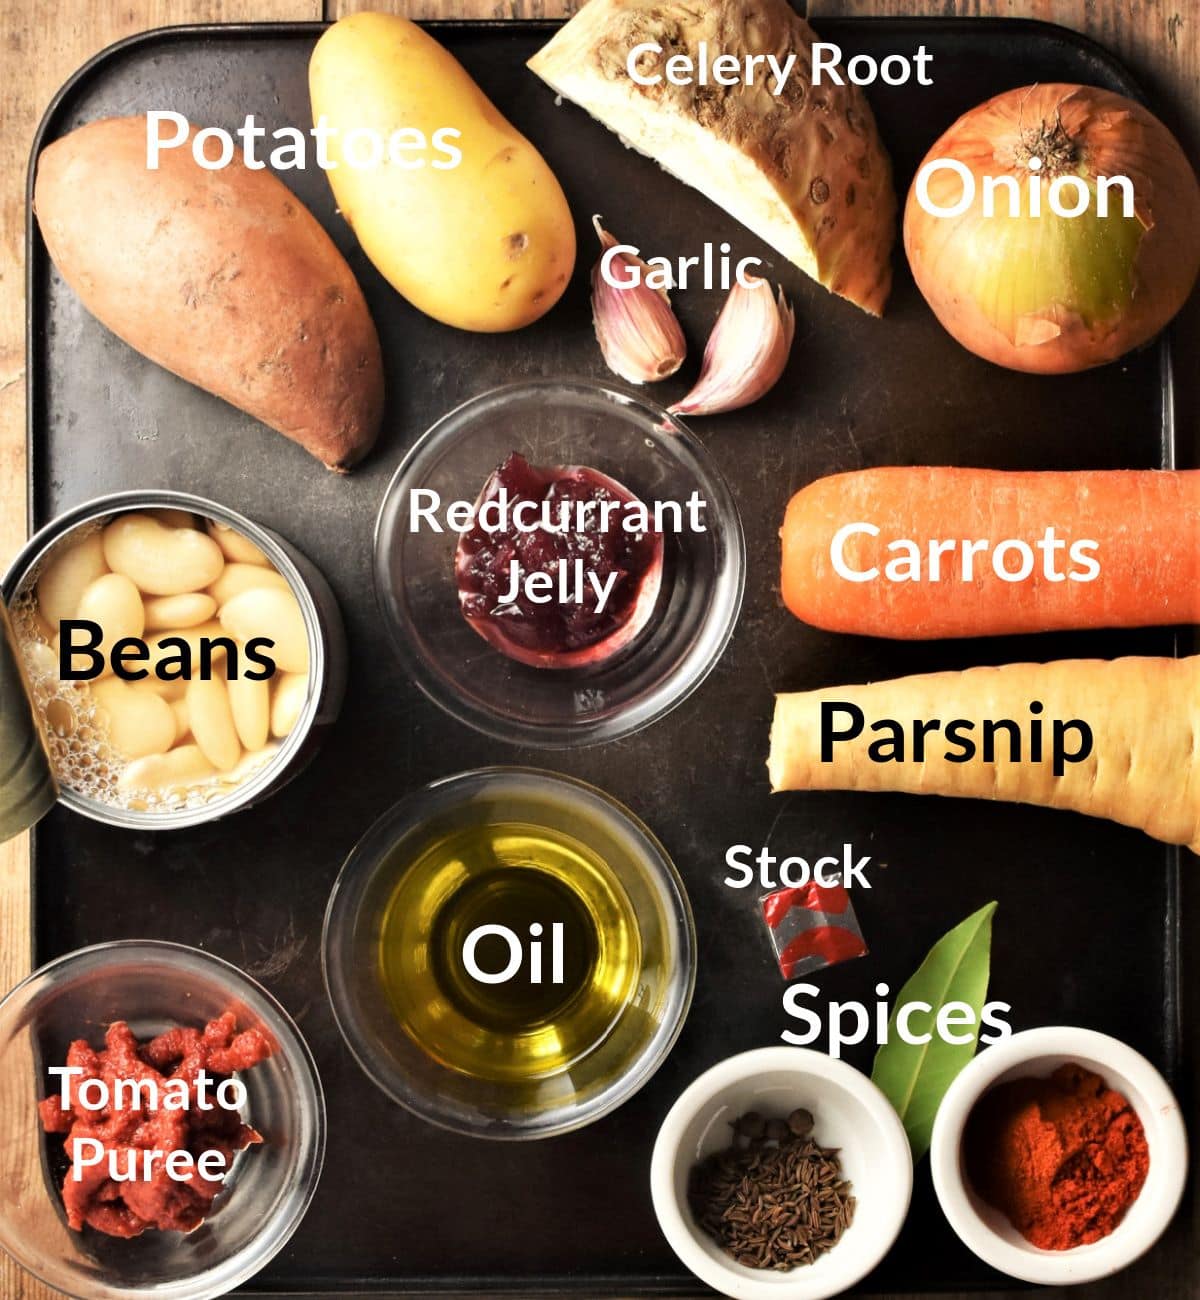 Celery Root
Potatoes
Onion
Garlic
Redcurrant
Jelly
Carrots
Beans
Parsnip
Stock
Oil
Spices
Tomato
Puree